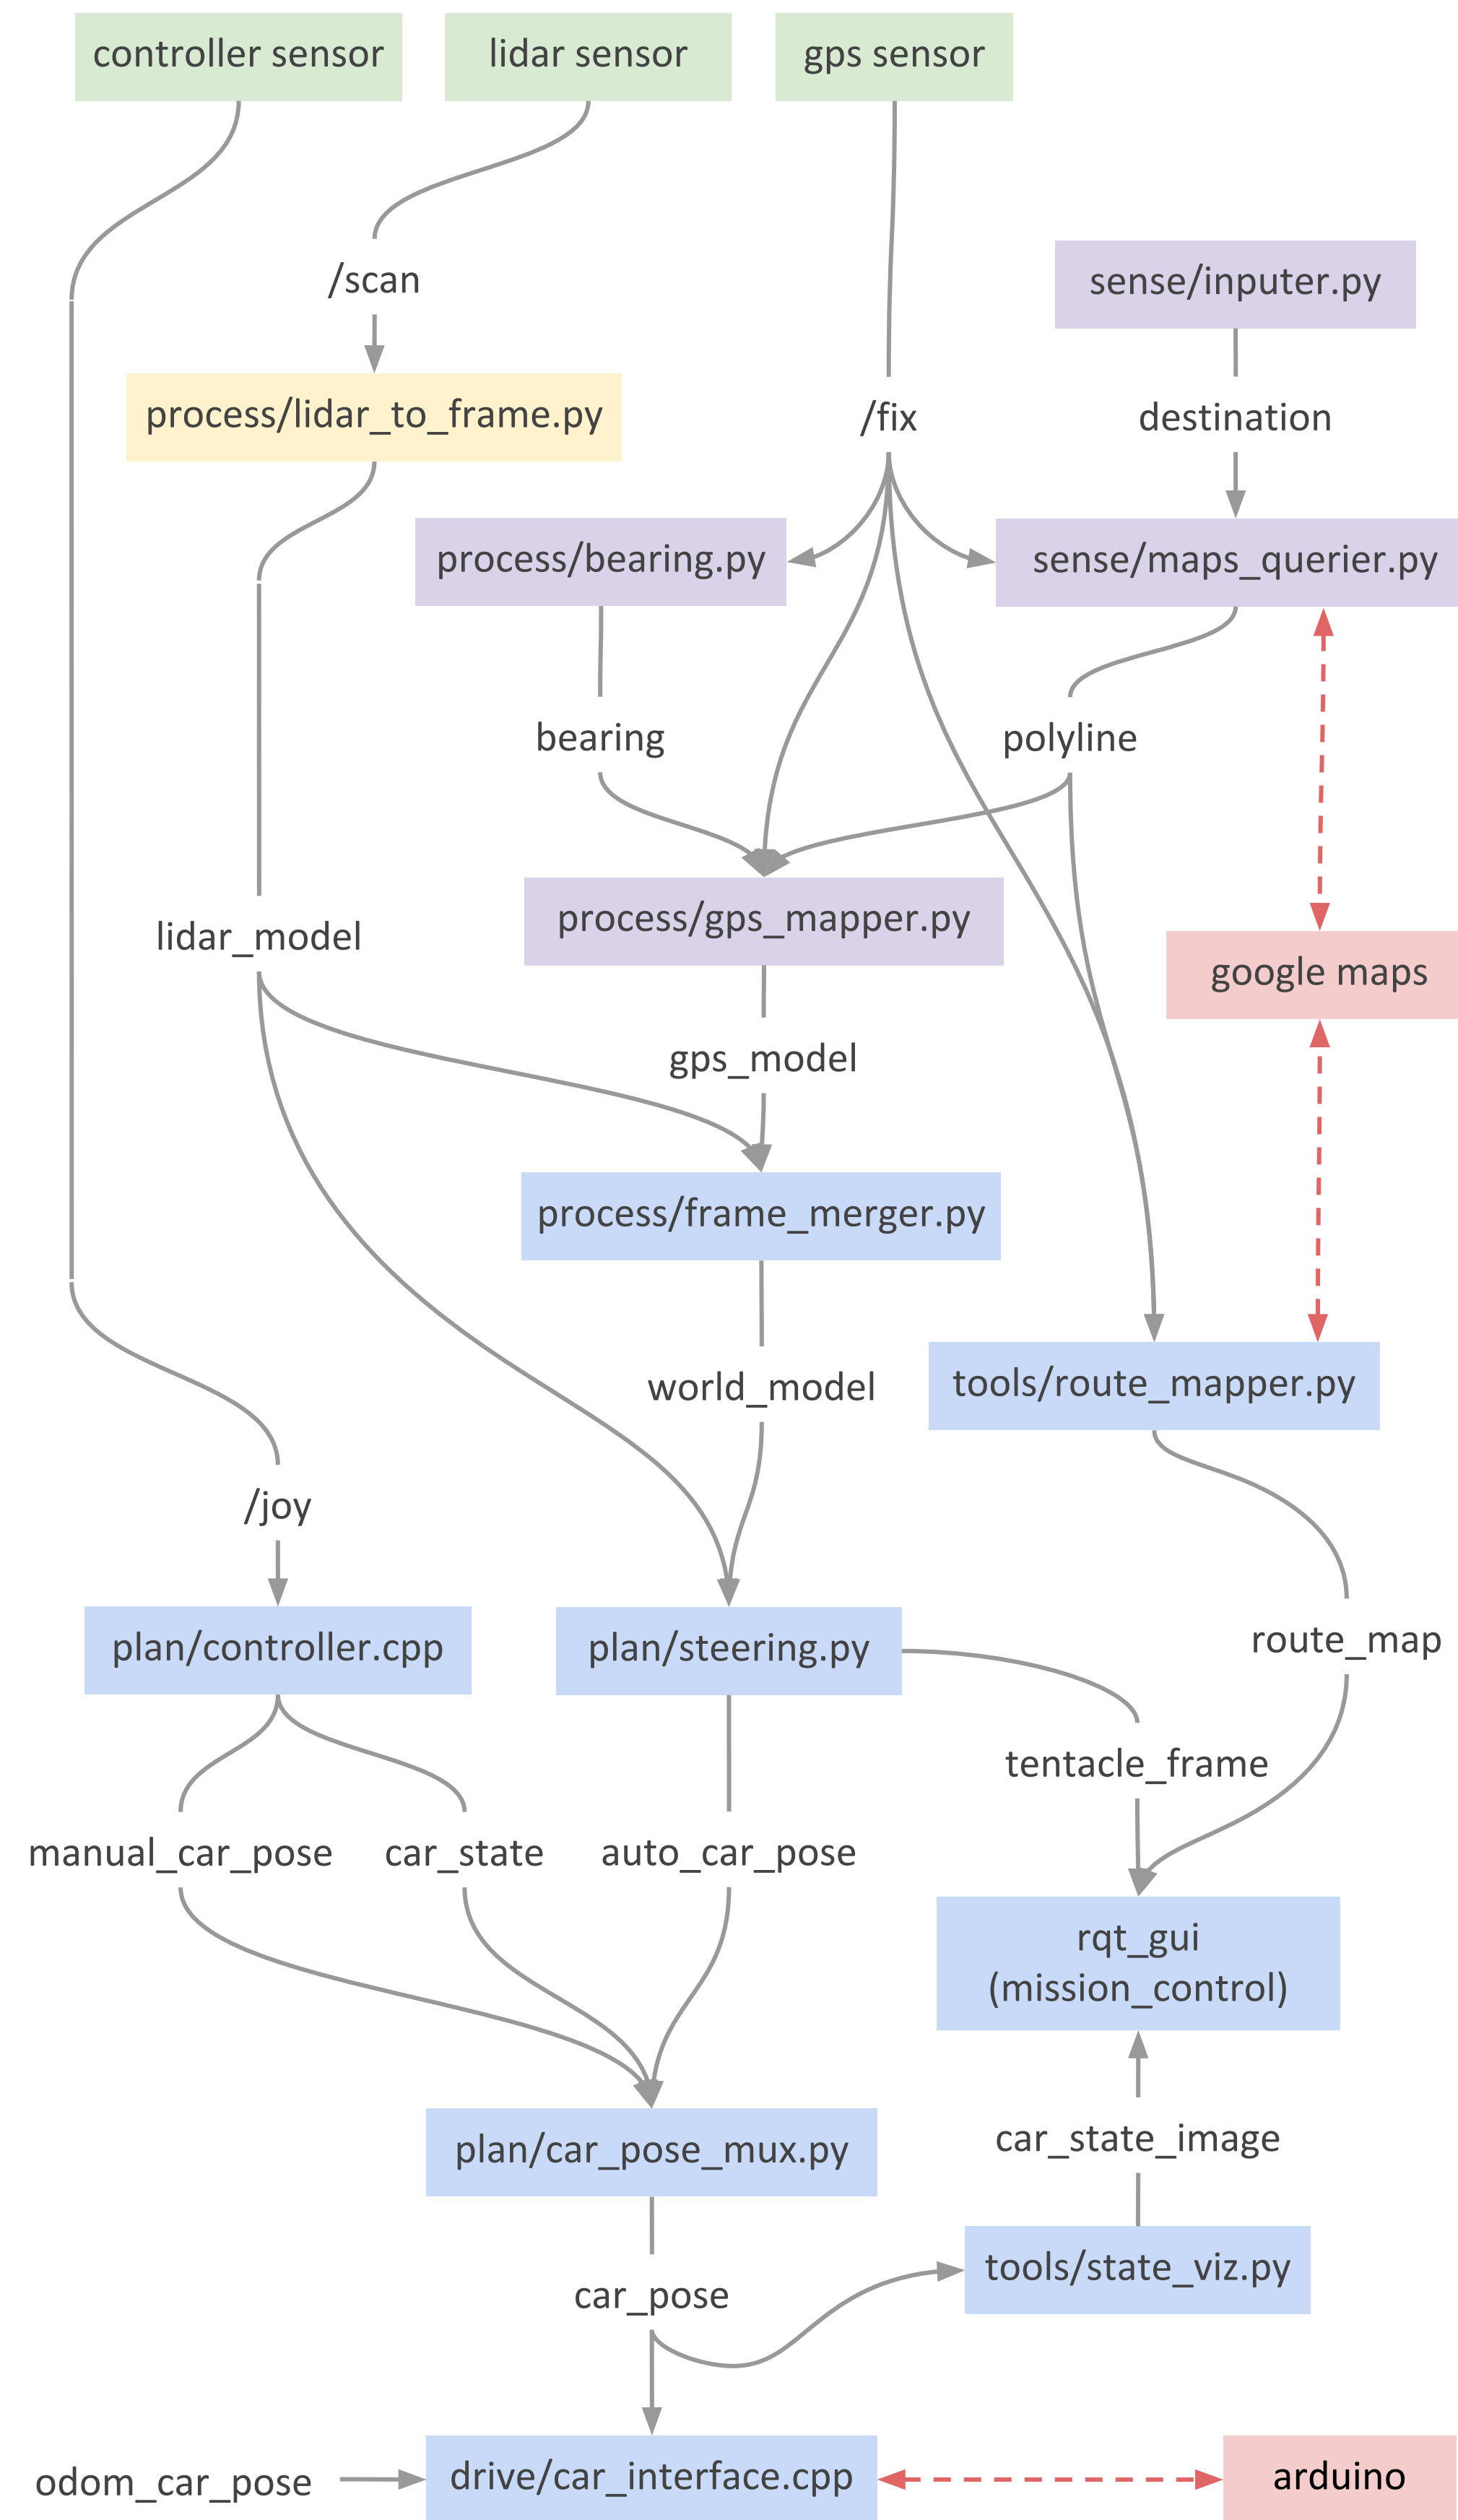 controller sensor
lidar sensor
gps sensor
/scan
sense/inputer.py
process/lidar_to_frame.py
/fix
destination
process/bearing.py
sense/maps_querier.py
bearing
polyline
process/gps_mapper.py
lidar_model
google maps
gps_model
process/frame_merger.py
world_model
tools/route_mapper.py
/joy
plan/controller.cpp
plan/steering.py
route_map
tentacle_frame
manual_car_pose
car_state
auto_car_pose
rqt_gui
(mission_control)
plan/car_pose_mux.py
car_state_image
tools/state_viz.py
car_pose
odom_car_pose
drive/car_interface.cpp
arduino